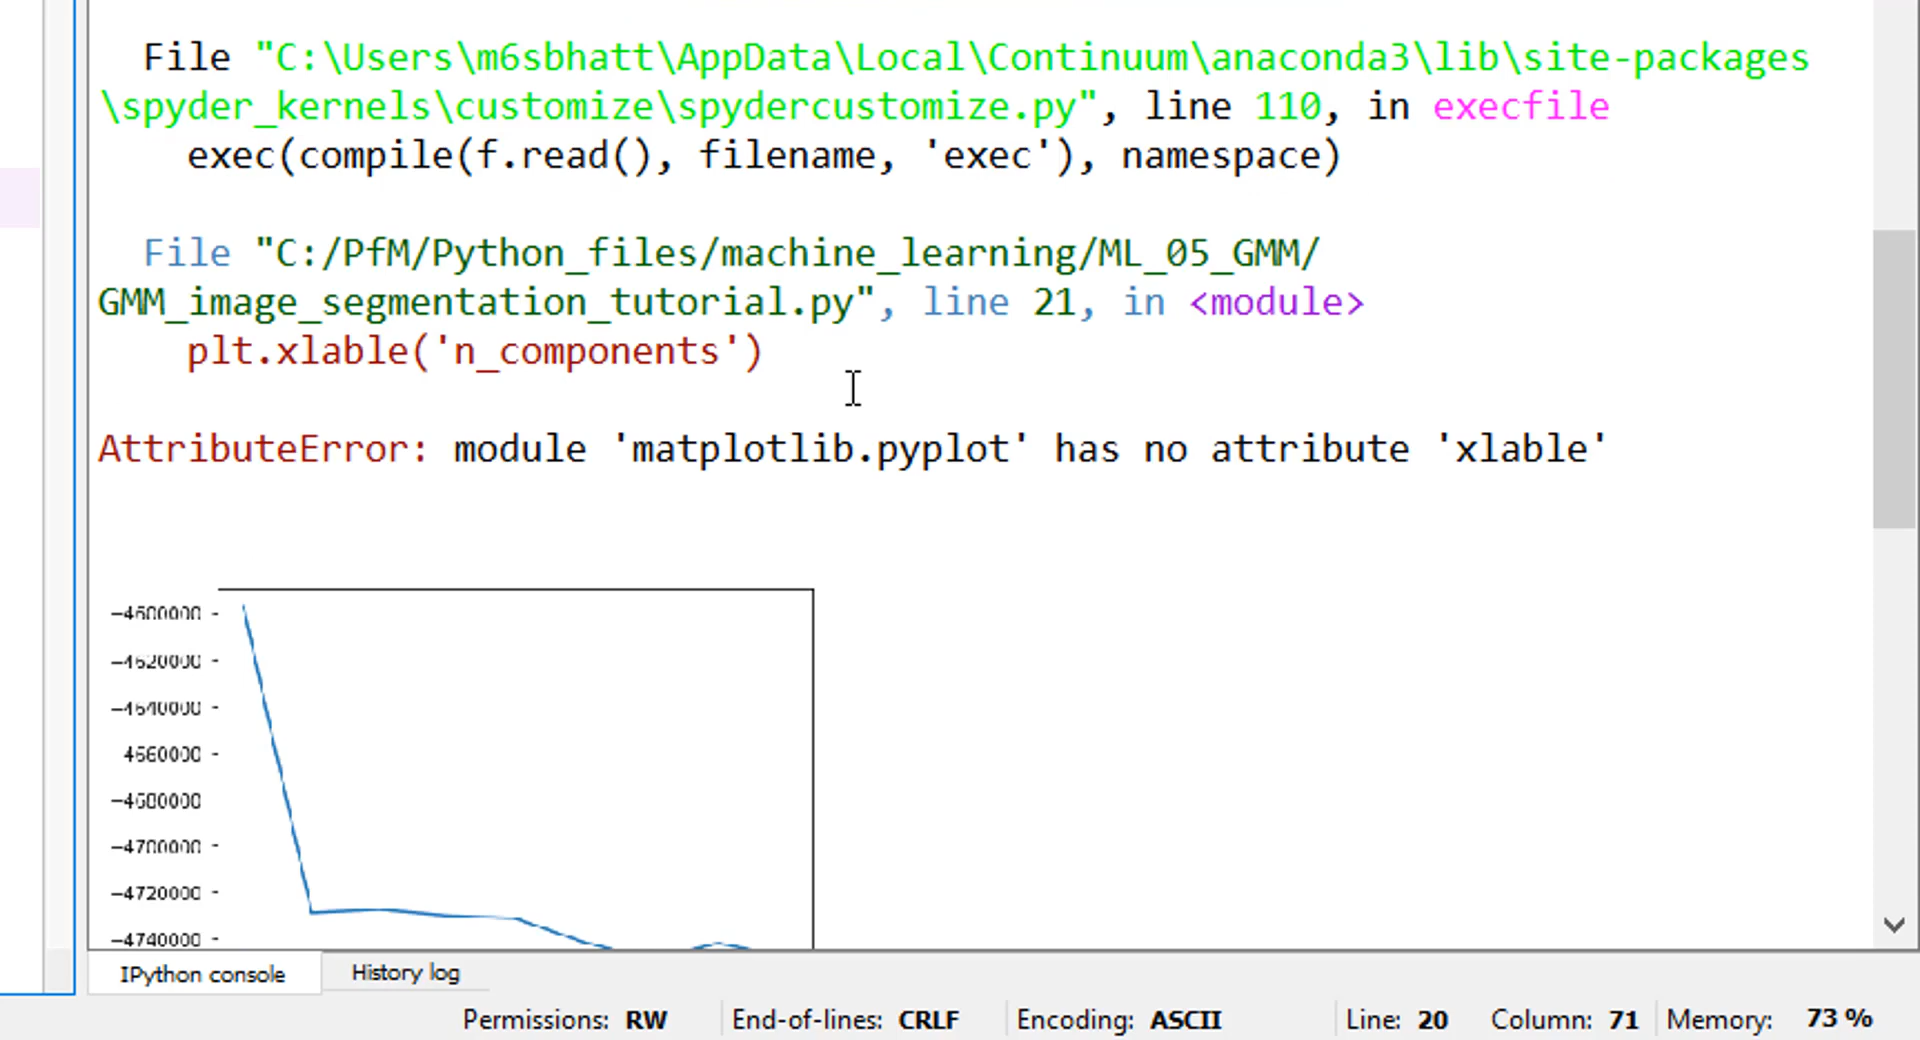 File "C:\Users\m6sbhatt\AppData\Local\Continuum\anaconda3\lib\site-packages
\spyder_kernels\customize\spydercustomize.py", line 110, in execfile
exec(compile(f.read(), filename, 'exec'), namespace)
File "C:/PfM/Python_files/machine_learning/ML_05_GMM/
GMM_image_segmentation_tutorial.py", line 21, in <module>
plt.xlable('n_components')
AttributeError: module 'matplotlib.pyplot' has no attribute 'xlable'
−4600000
−4620000
−4640000
4660000
−4680000
−4700000
−4720000
−4740000
IPython console History log
Permissions: RW End-of-lines: CRLF Encoding: ASCII Line: 20 Column: 71 Memory: 73 %